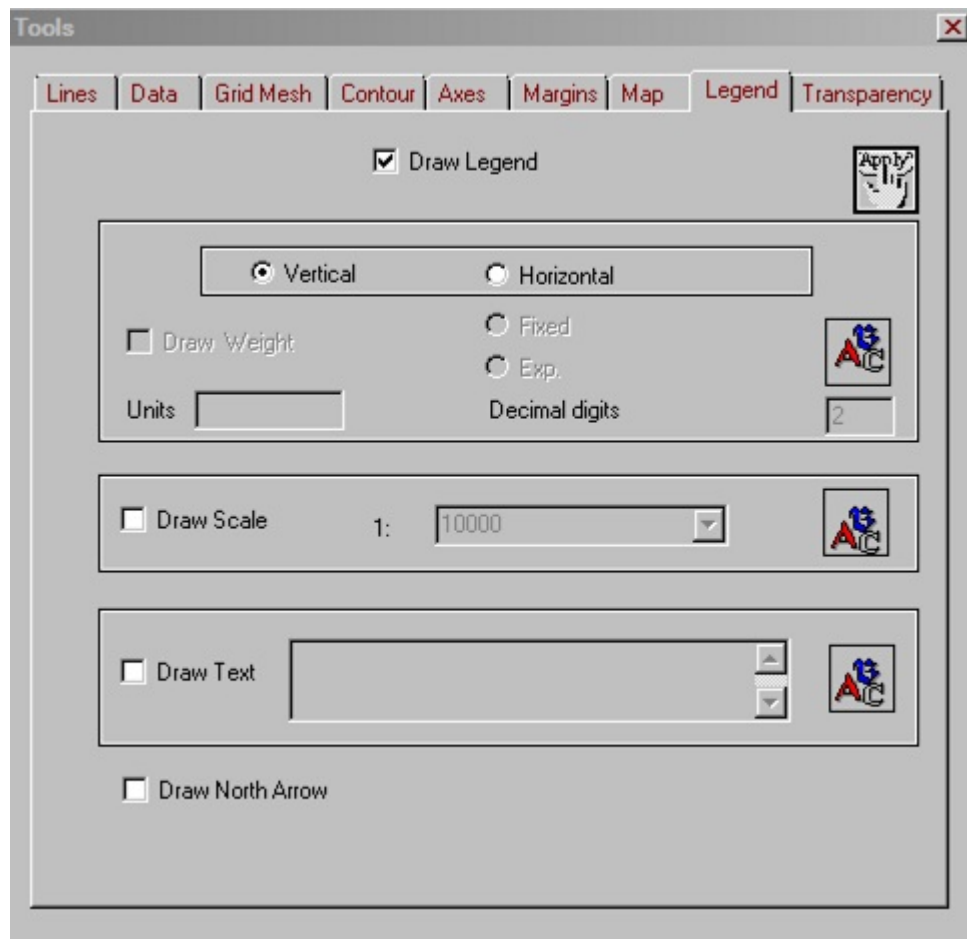 Tools
Lines Data Grid Mesh Contour Axes Margins Map Legend Transparency
Draw Legend
Apply
Vertical Horizontal
Draw Weight Fixed
Exp.
Units Decimal digits 2
Draw Scale 1: 10000
Draw Text
Draw North Arrow